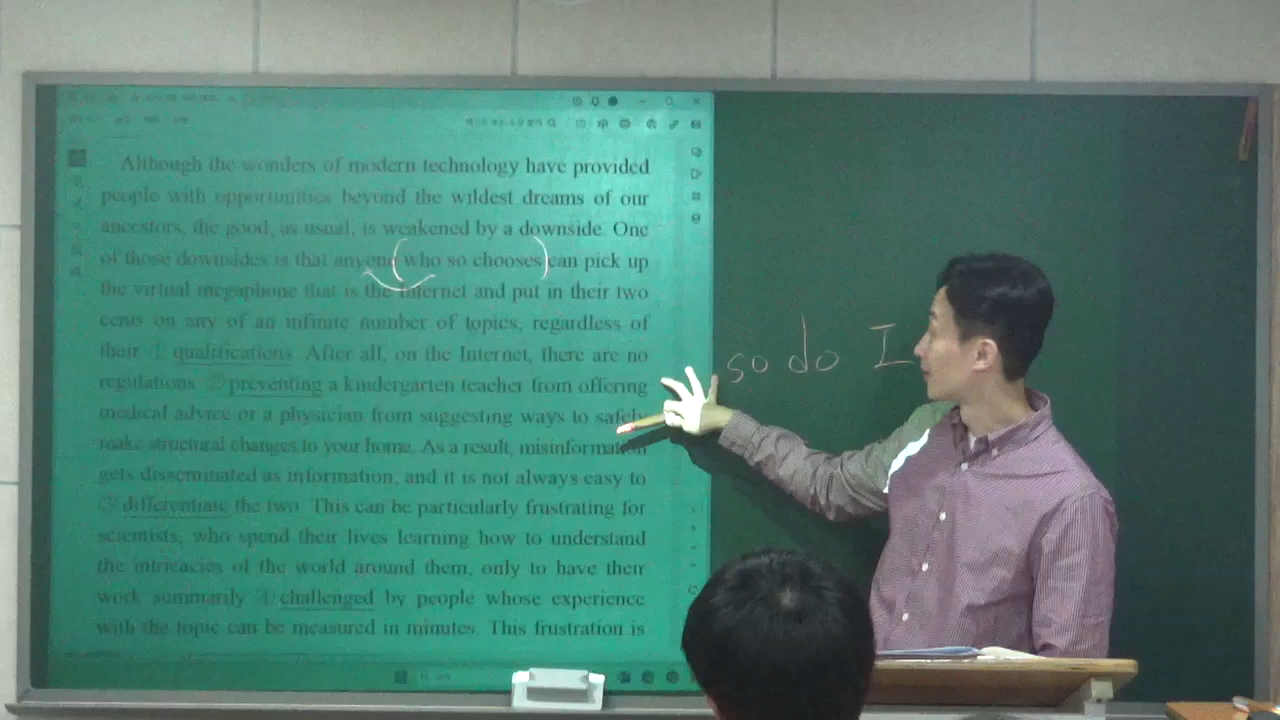 Although the wonders of modern technology have provided
people with opportunities beyond the wildest dreams of our
ancestors, the good, as usual, is weakened by a downside. One
of those downsides is that anyone (who so chooses) can pick up
the virtual megaphone that is the Internet and put in their two
cents on any of an infinite number of topics, regardless of
their ① qualifications. After all, on the Internet, there are no
regulations ② preventing a kindergarten teacher from offering
medical advice or a physician from suggesting ways to safely
make structural changes to your home. As a result, misinformation
gets disseminated as information, and it is not always easy to
③ differentiate the two. This can be particularly frustrating for
scientists, who spend their lives learning how to understand
the intricacies of the world around them, only to have their
work summarily ④ challenged by people whose experience
with the topic can be measured in minutes. This frustration is
so do I